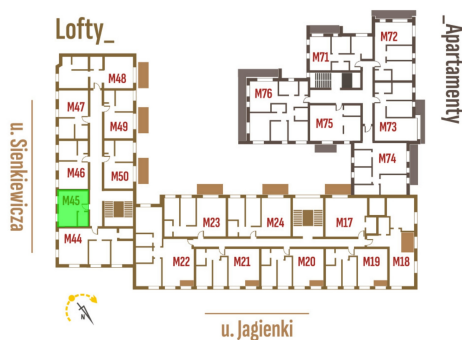 Lofty_
_Apartamenty
M72
M71
M48
M76
M47
M75
M73
M49
M46
M50
M74
M45
M23
M24
M17
M44
M22
M21
M20
M19
M18
u. Sienkiewicza
u. Jagienki
N